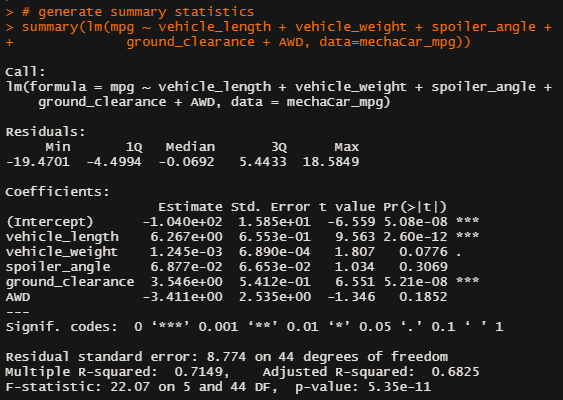 > # generate summary statistics
> summary(lm(mpg ~ vehicle_length + vehicle_weight + spoiler_angle +
+            ground_clearance + AWD, data=mechaCar_mpg))

Call:
lm(formula = mpg ~ vehicle_length + vehicle_weight + spoiler_angle +
    ground_clearance + AWD, data = mechaCar_mpg)

Residuals:
     Min       1Q   Median       3Q      Max
-19.4701  -4.4994  -0.0692   5.4433  18.5849

Coefficients:
                   Estimate Std. Error t value Pr(>|t|)
(Intercept)      -1.040e+02  1.585e+01  -6.559 5.08e-08 ***
vehicle_length    6.267e+00  6.553e-01   9.563 2.60e-12 ***
vehicle_weight    1.245e-03  6.890e-04   1.807   0.0776 .
spoiler_angle     6.877e-02  6.653e-02   1.034   0.3069
ground_clearance  3.546e+00  5.412e-01   6.551 5.21e-08 ***
AWD              -3.411e+00  2.535e+00  -1.346   0.1852
---
Signif. codes:  0 ‘***’ 0.001 ‘**’ 0.01 ‘*’ 0.05 ‘.’ 0.1 ‘ ’ 1

Residual standard error: 8.774 on 44 degrees of freedom
Multiple R-squared:  0.7149,    Adjusted R-squared:  0.6825
F-statistic: 22.07 on 5 and 44 DF,  p-value: 5.35e-11